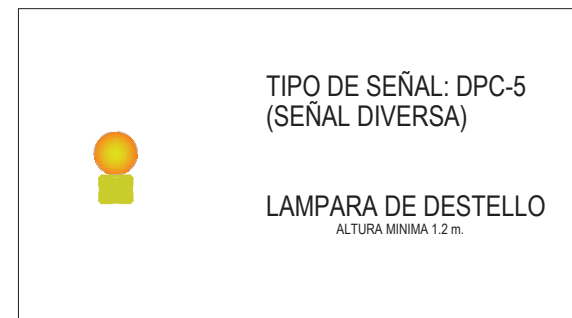 TIPO DE SEÑAL: DPC-5
(SEÑAL DIVERSA)
LAMPARA DE DESTELLO
ALTURA MINIMA 1.2 m.